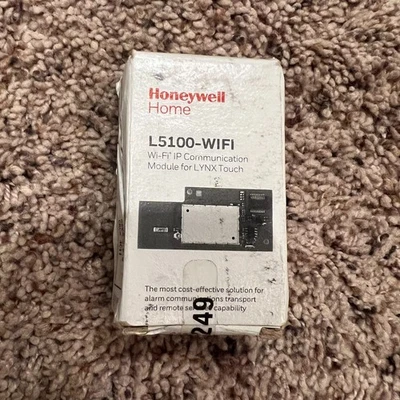 Honeywell
Home
L5100-WIFI
Wi-Fi® IP Communication
Module for LYNX Touch
The most cost-effective solution for
alarm communications transport
and remote services capability
249